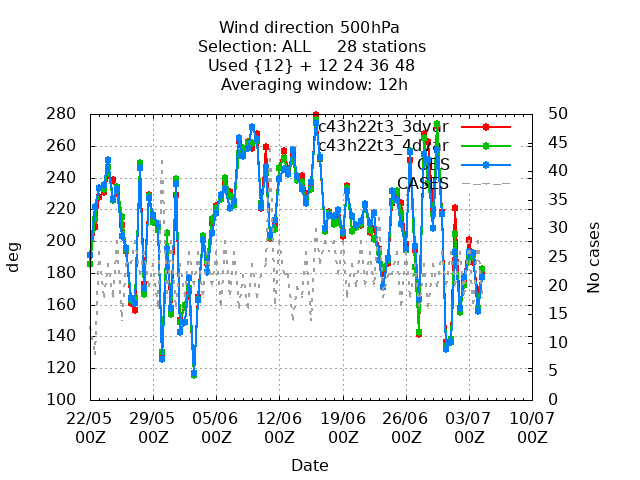 Wind direction 500hPa
Selection: ALL 28 stations
Used {12} + 12 24 36 48
Averaging window: 12h
280 50
c43h22t3_3dvar
260 45
c43h22t3_4dvar
240 40
OBS
CASES
220 35
200 30
180 25
160 20
140 15
120 10
100 5
0
deg
No cases
22/05 29/05 05/06 12/06 19/06 26/06 03/07 10/07
00Z 00Z 00Z 00Z 00Z 00Z 00Z 00Z
Date